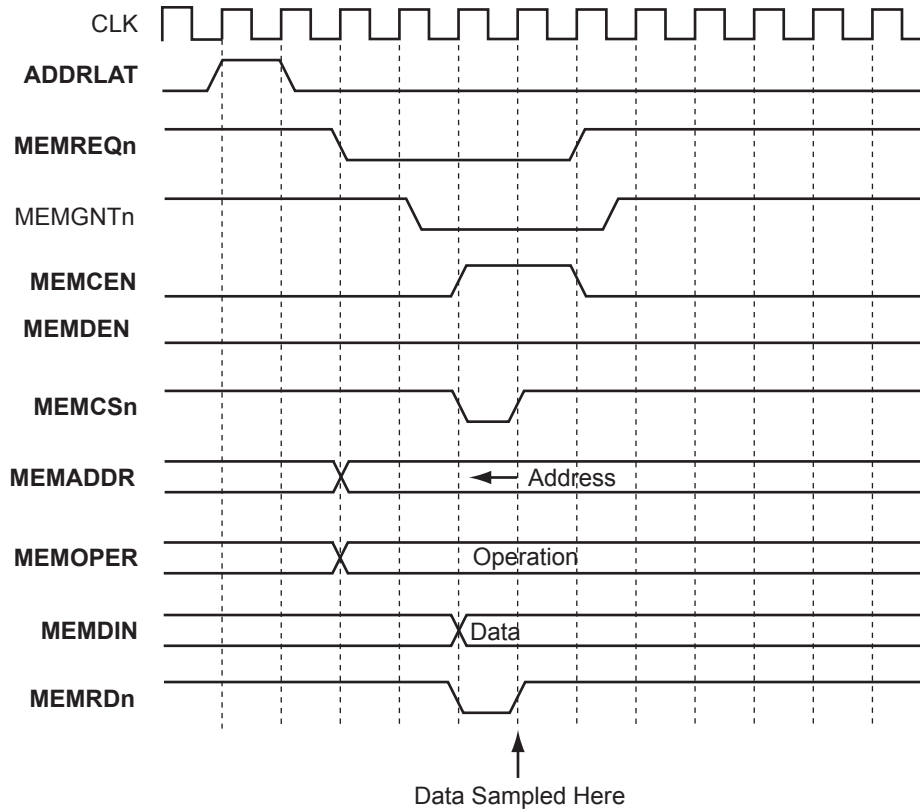 CLK
ADDRLAT
MEMREQn
MEMGNTn
MEMCEN
MEMDEN
MEMCSn
MEMADDR
Address
MEMOPER
Operation
MEMDIN
Data
MEMRDn
Data Sampled Here